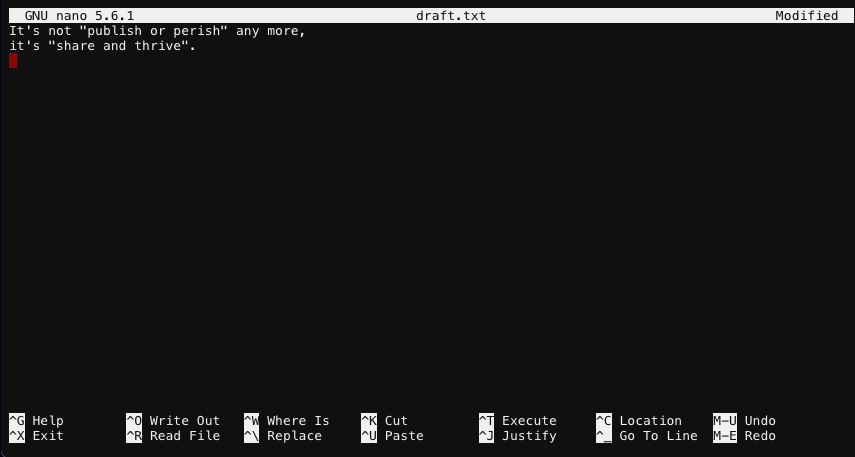 GNU nano 5.6.1 draft.txt Modified
It's not "publish or perish" any more,
it's "share and thrive".
^G Help ^O Write Out ^W Where Is ^K Cut ^T Execute ^C Location M-U Undo
^X Exit ^R Read File ^\ Replace ^U Paste ^J Justify ^_ Go To Line M-E Redo